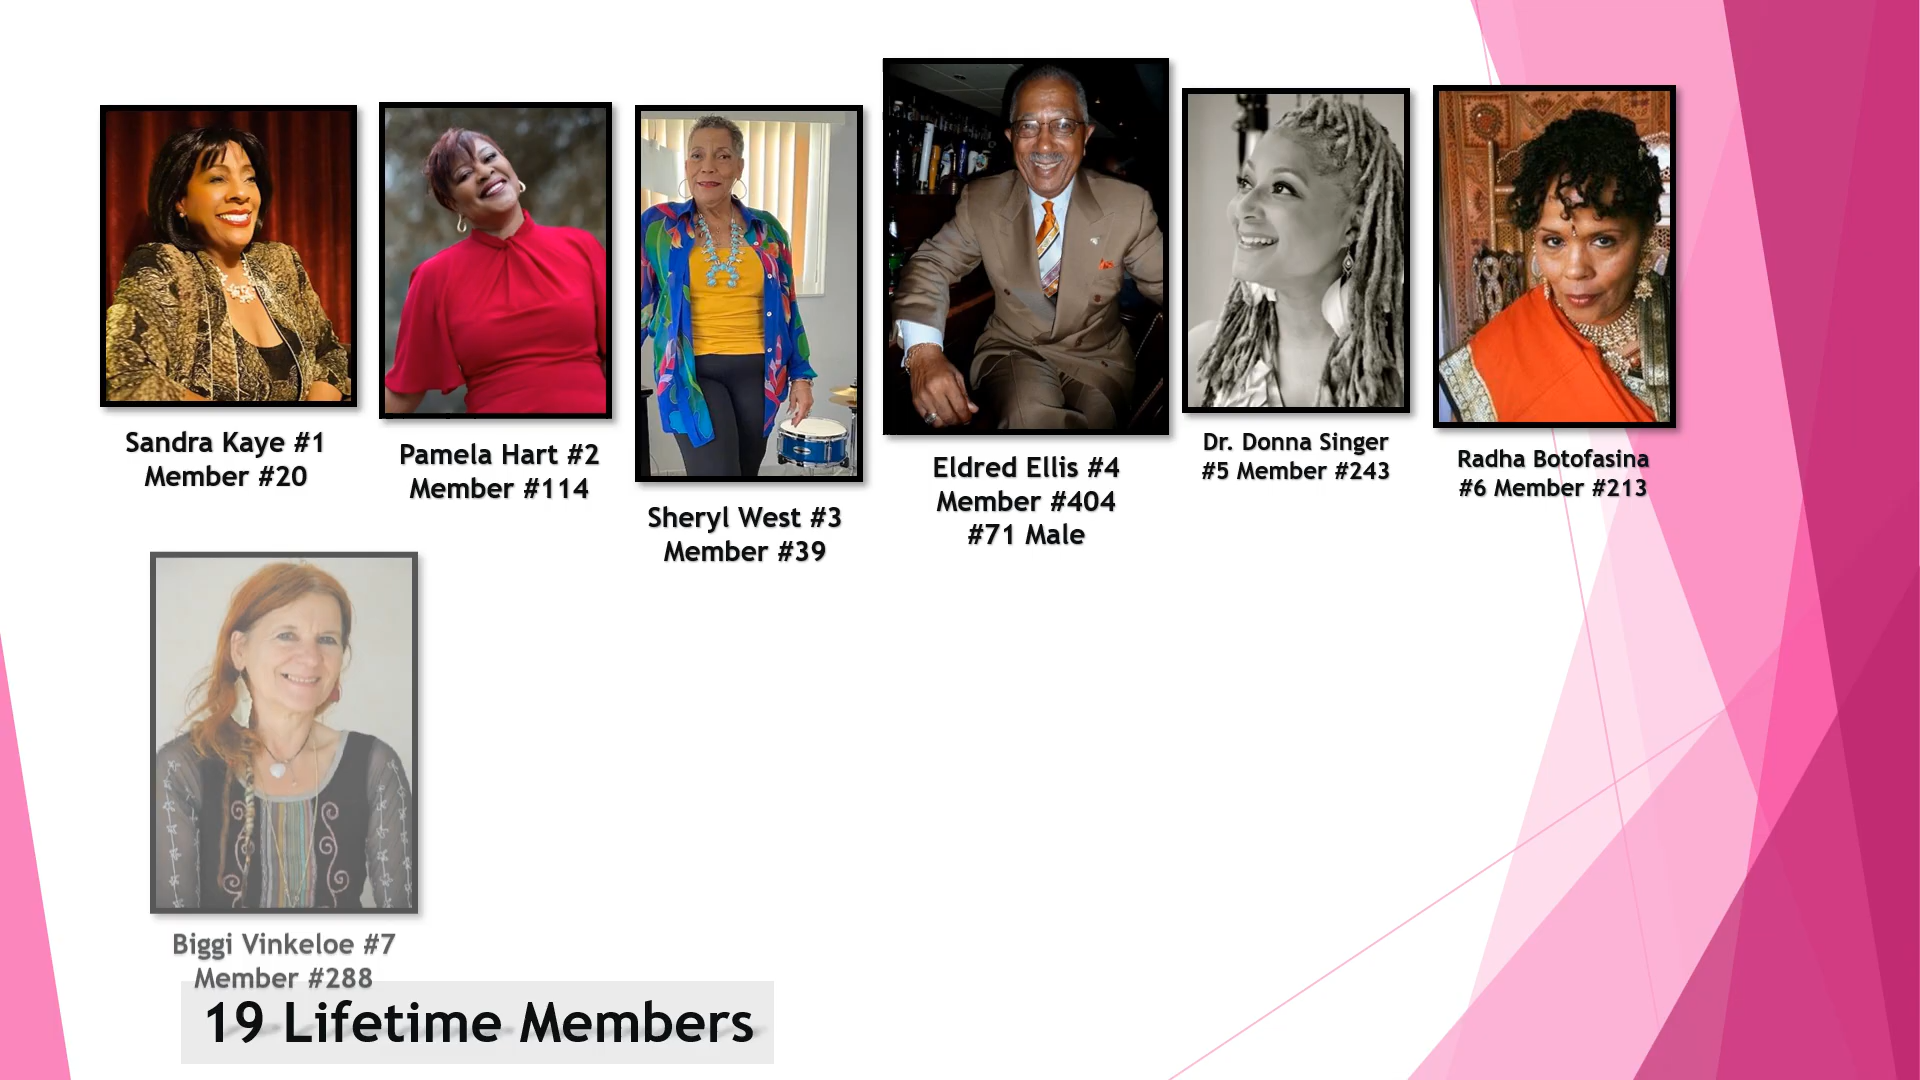 Sandra Kaye #1
Member #20
Pamela Hart #2
Member #114
Sheryl West #3
Member #39
Eldred Ellis #4
Member #404
#71 Male
Dr. Donna Singer
#5 Member #243
Radha Botofasina
#6 Member #213
Biggi Vinkeloe #7
Member #288
19 Lifetime Members